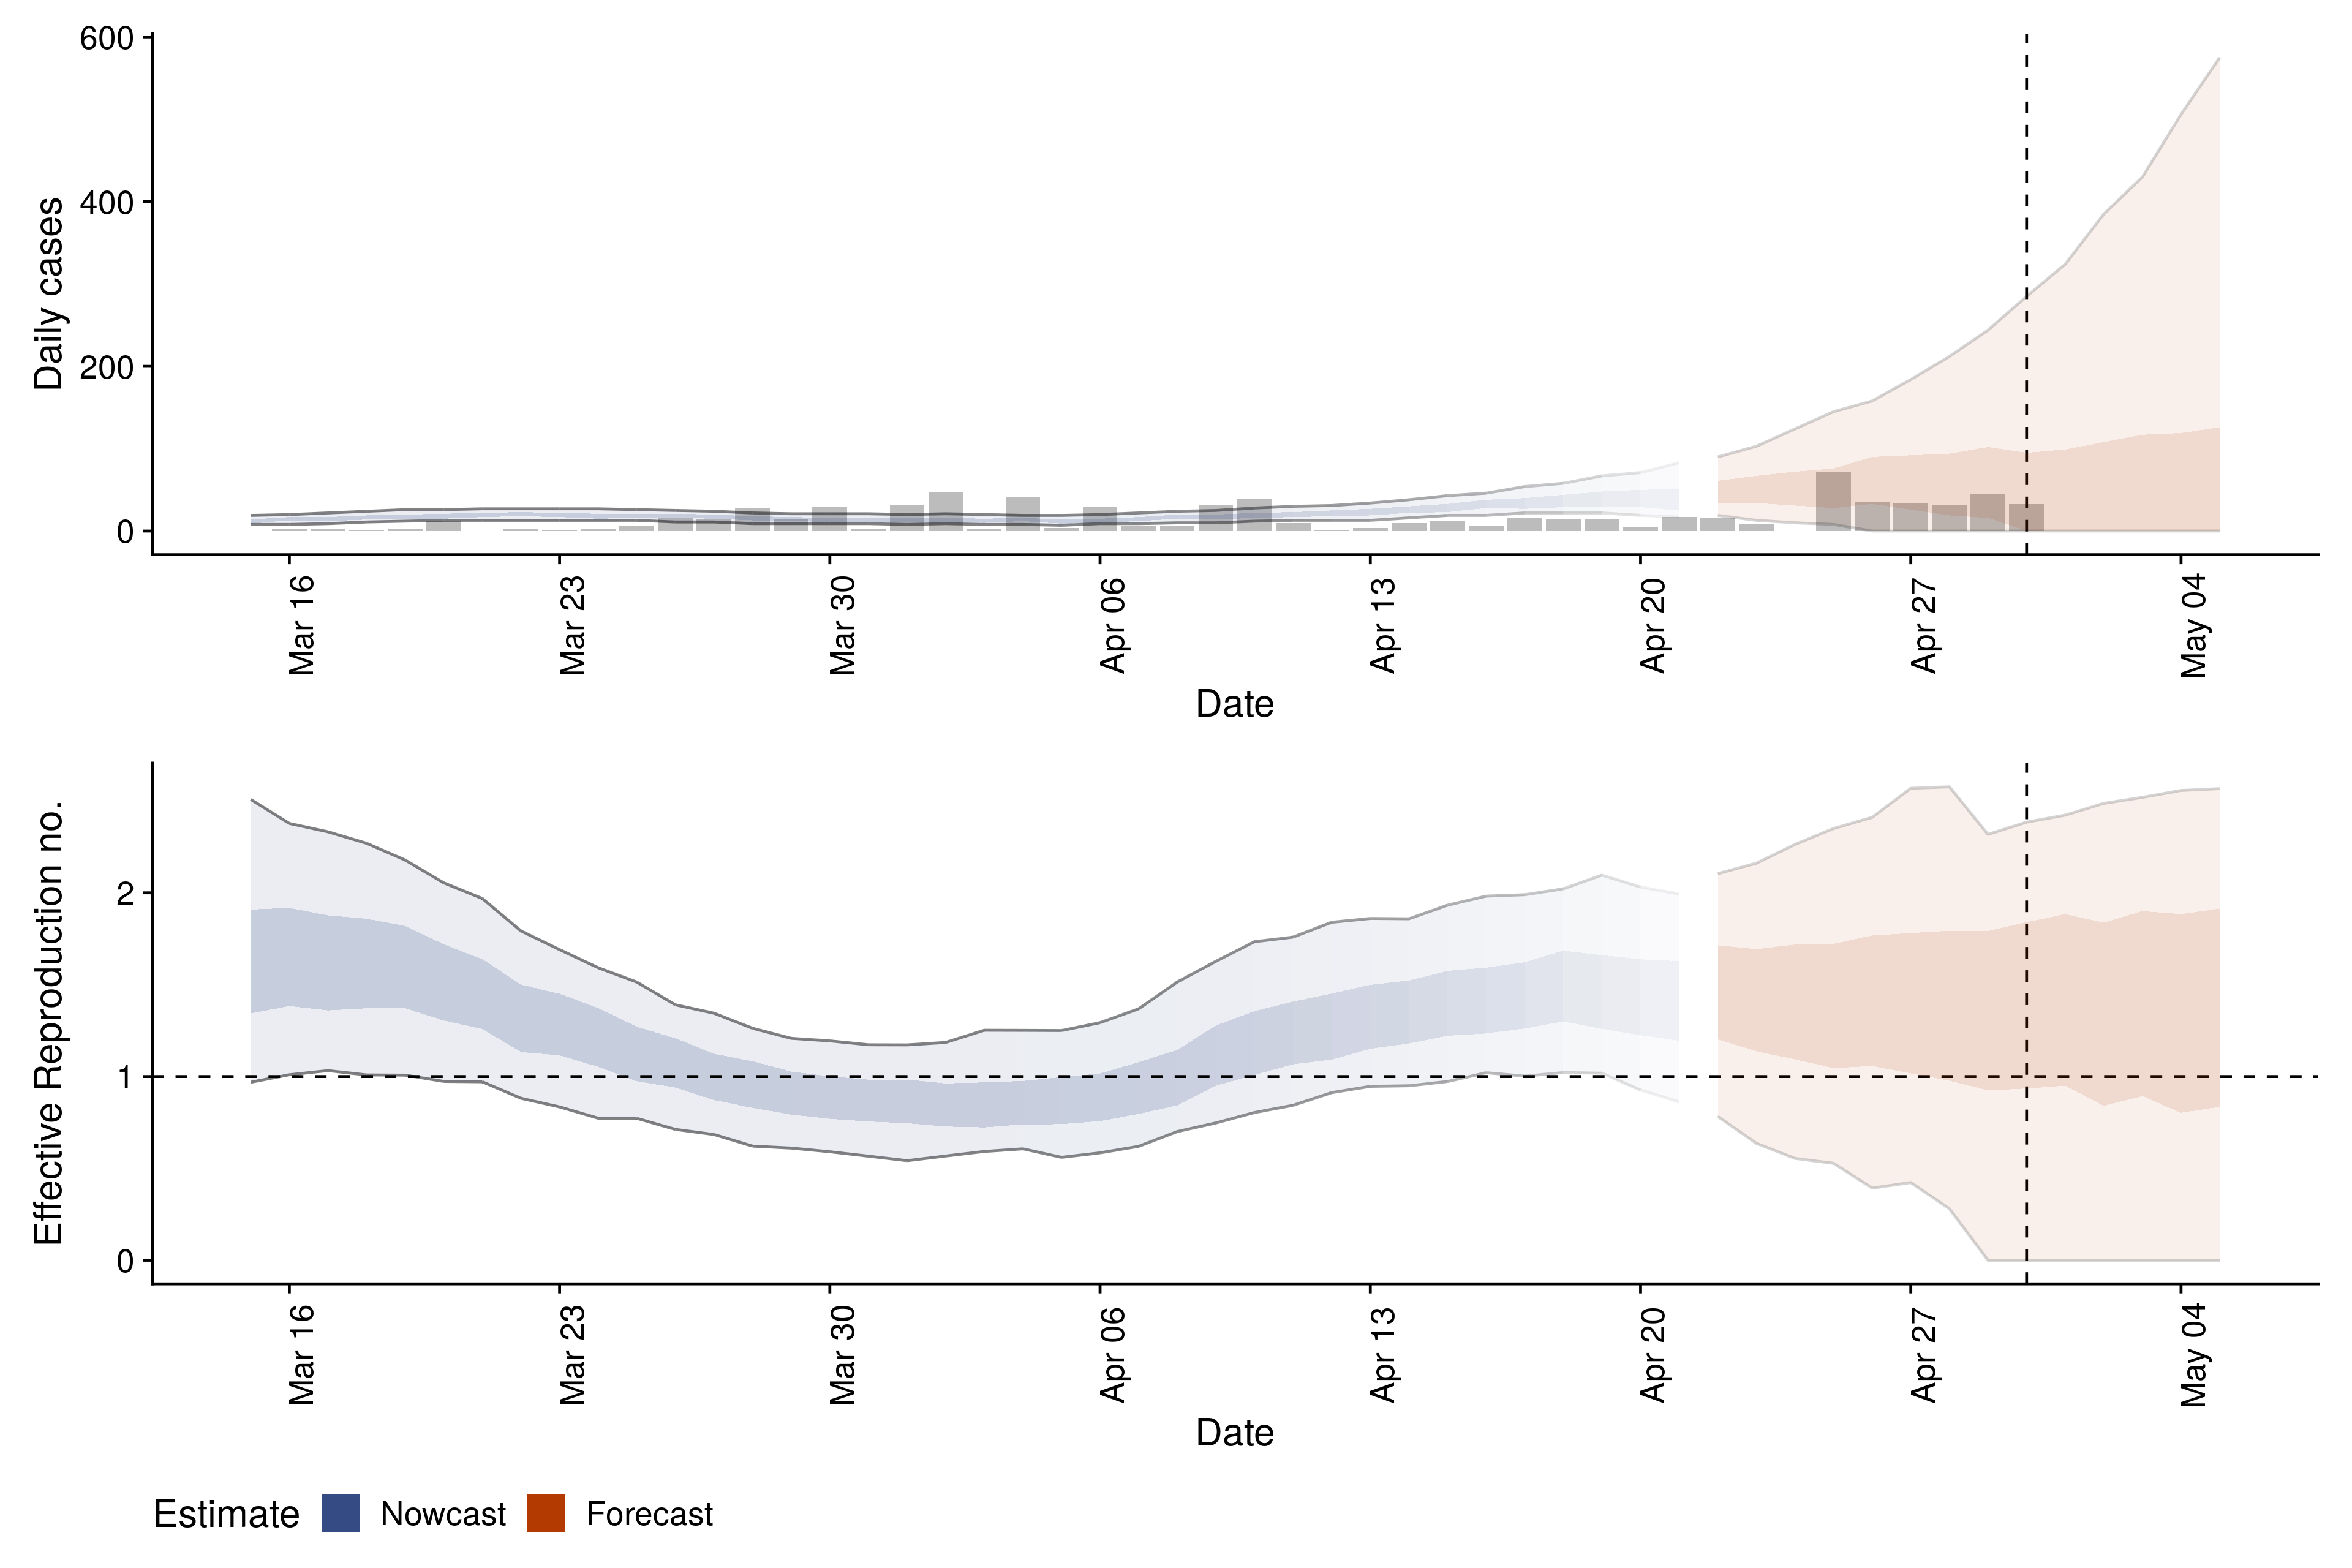 600
400
200
0
Daily cases
Mar 16
Mar 23
Mar 30
Apr 06
Apr 13
Apr 20
Apr 27
May 04
Date
2
1
0
Effective Reproduction no.
Mar 16
Mar 23
Mar 30
Apr 06
Apr 13
Apr 20
Apr 27
May 04
Date
Estimate Nowcast Forecast